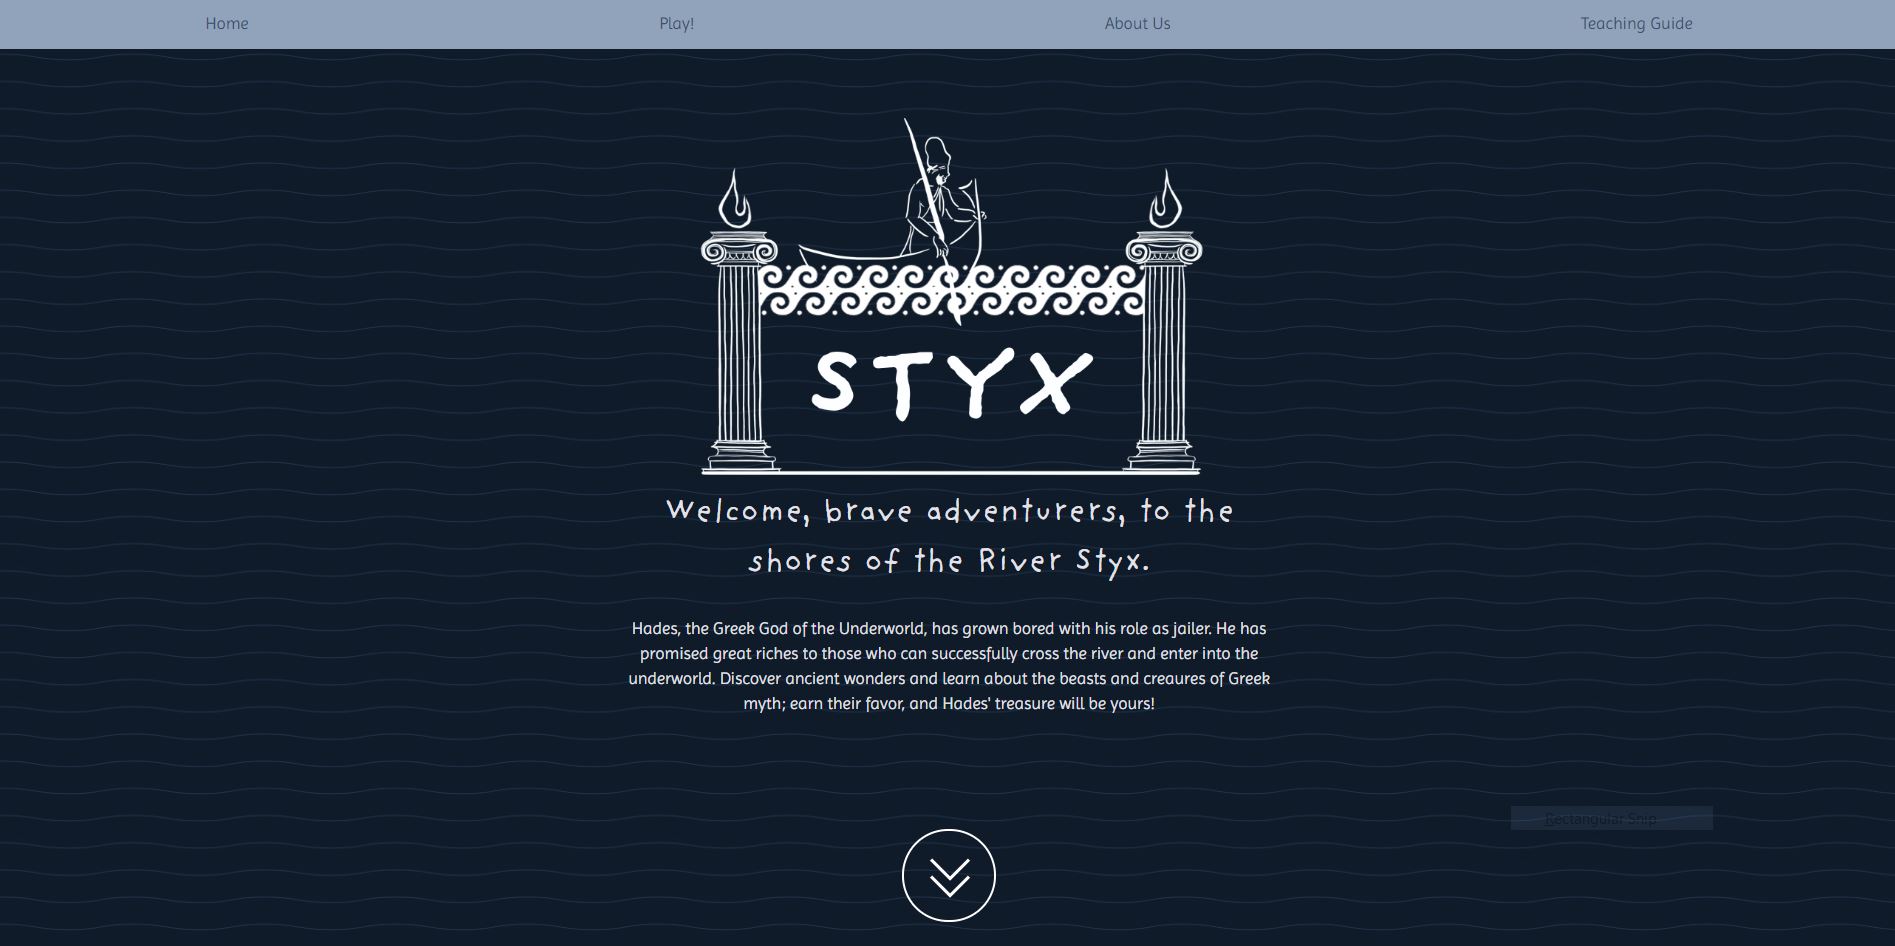 Home
Play!
About Us
Teaching Guide
STYX
Welcome, brave adventurers, to the
shores of the River Styx.
Hades, the Greek God of the Underworld, has grown bored with his role as jailer. He has
promised great riches to those who can successfully cross the river and enter into the
underworld. Discover ancient wonders and learn about the beasts and creaures of Greek
myth; earn their favor, and Hades' treasure will be yours!
Rectangular Snip